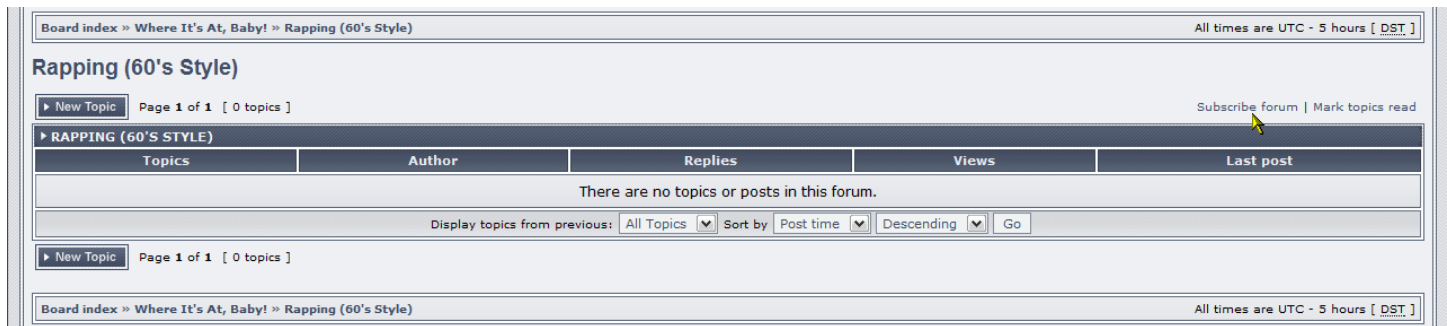 Board index » Where It's At, Baby! » Rapping (60's Style) All times are UTC - 5 hours [ DST ]
Rapping (60's Style)
New Topic Page 1 of 1 [ 0 topics ] Subscribe forum | Mark topics read
RAPPING (60'S STYLE)
Topics Author Replies Views Last post
There are no topics or posts in this forum.
Display topics from previous: All Topics Sort by Post time Descending Go
New Topic Page 1 of 1 [ 0 topics ]
Board index » Where It's At, Baby! » Rapping (60's Style) All times are UTC - 5 hours [ DST ]